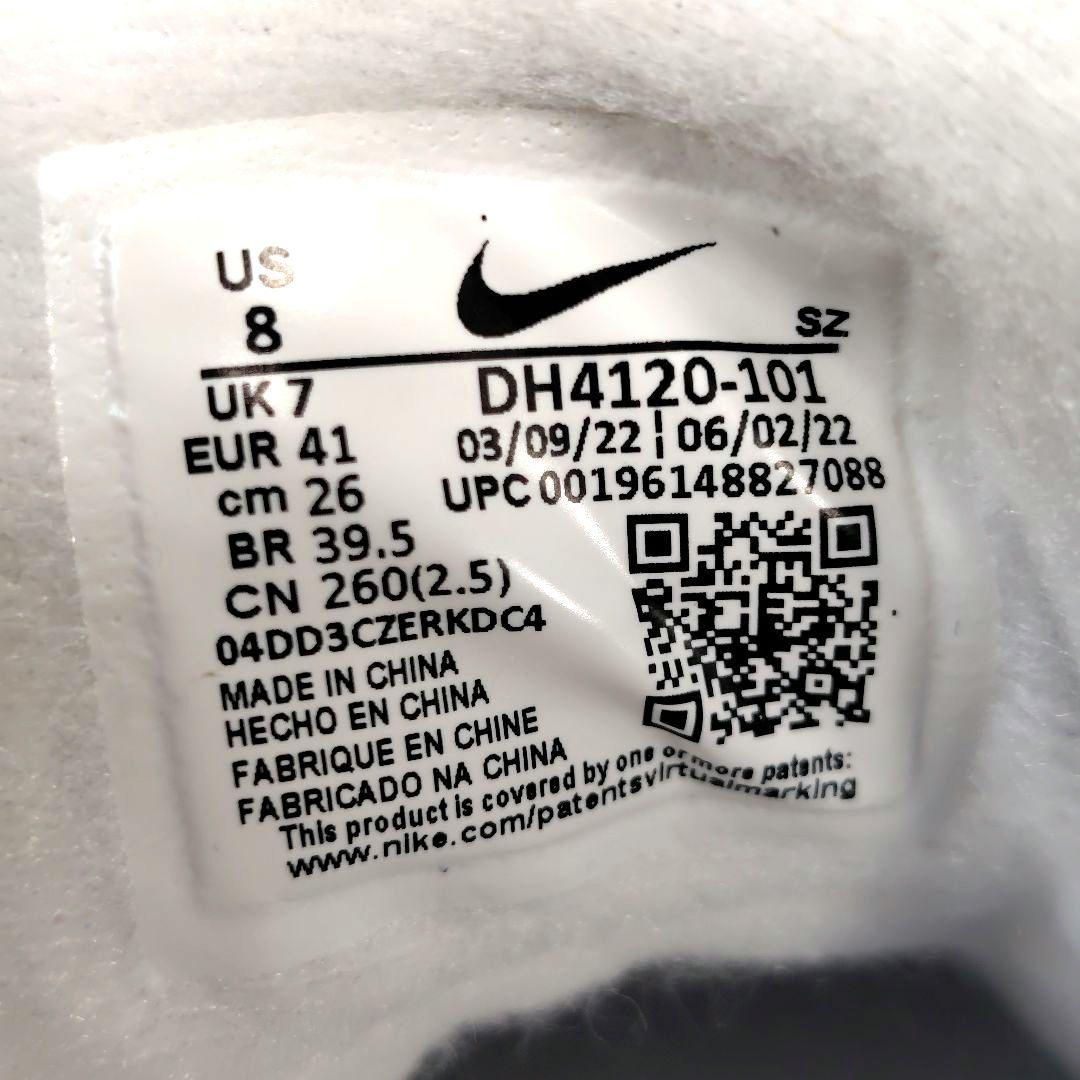 US
8
SZ
UK 7
DH4120-101
EUR 41
03/09/22 | 06/02/22
cm 26
UPC 00196148827088
BR 39.5
CN 260(2.5)
04DD3CZERKDC4
MADE IN CHINA
HECHO EN CHINA
FABRIQUE EN CHINE
FABRICADO NA CHINA
This product is covered by one or more patents:
www.nike.com/patentsvirtualmarking